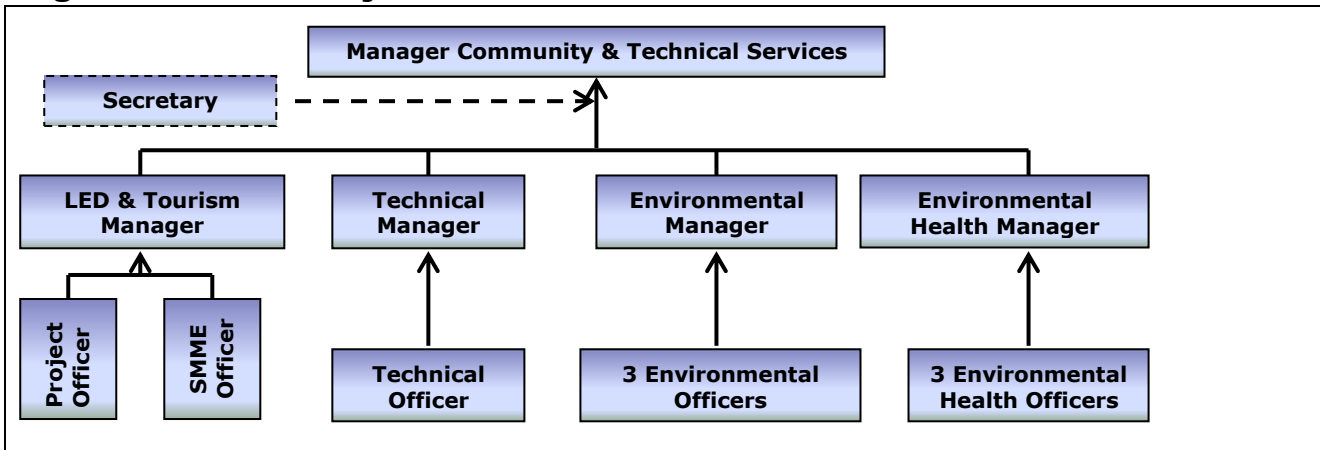 Manager Community & Technical Services
Secretary
LED & Tourism
Manager
Technical
Manager
Environmental
Manager
Environmental
Health Manager
Project
Officer
SMME
Officer
Technical
Officer
3 Environmental
Officers
3 Environmental
Health Officers